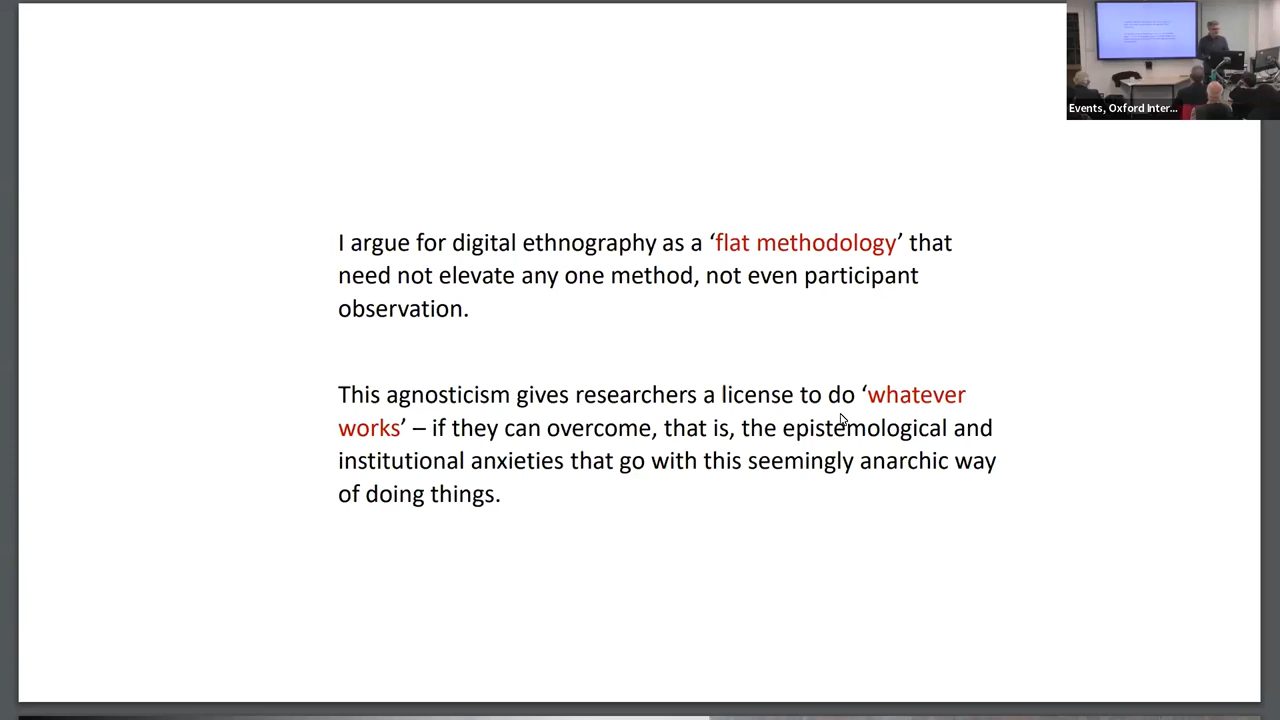 Events, Oxford Inter...
I argue for digital ethnography as a ‘flat methodology’ that
need not elevate any one method, not even participant
observation.
This agnosticism gives researchers a license to do ‘whatever
works’ – if they can overcome, that is, the epistemological and
institutional anxieties that go with this seemingly anarchic way
of doing things.